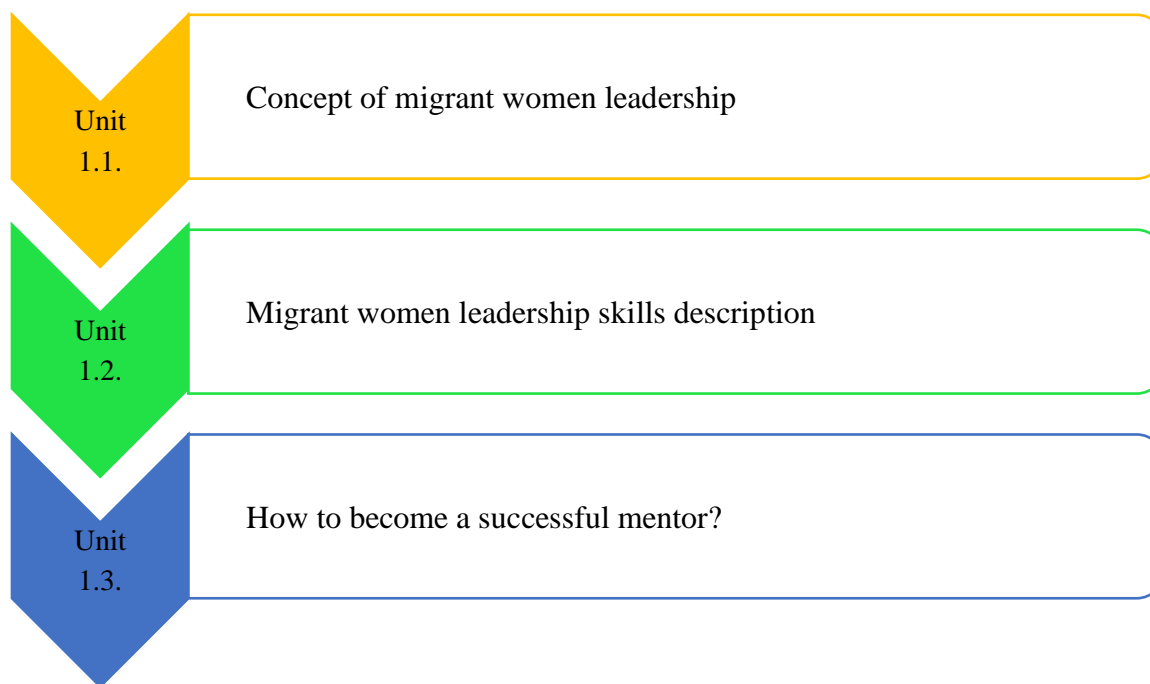 Unit
1.1.
Concept of migrant women leadership
Unit
1.2.
Migrant women leadership skills description
Unit
1.3.
How to become a successful mentor?